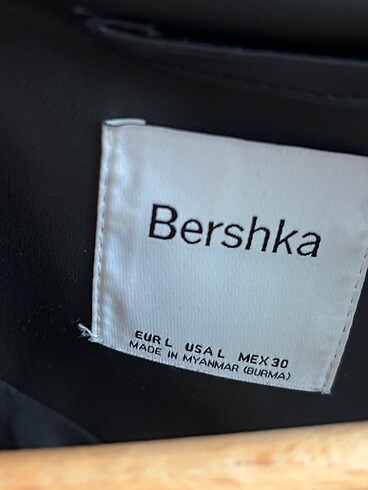 Bershka
EUR L USA L MEX 30
MADE IN MYANMAR (BURMA)